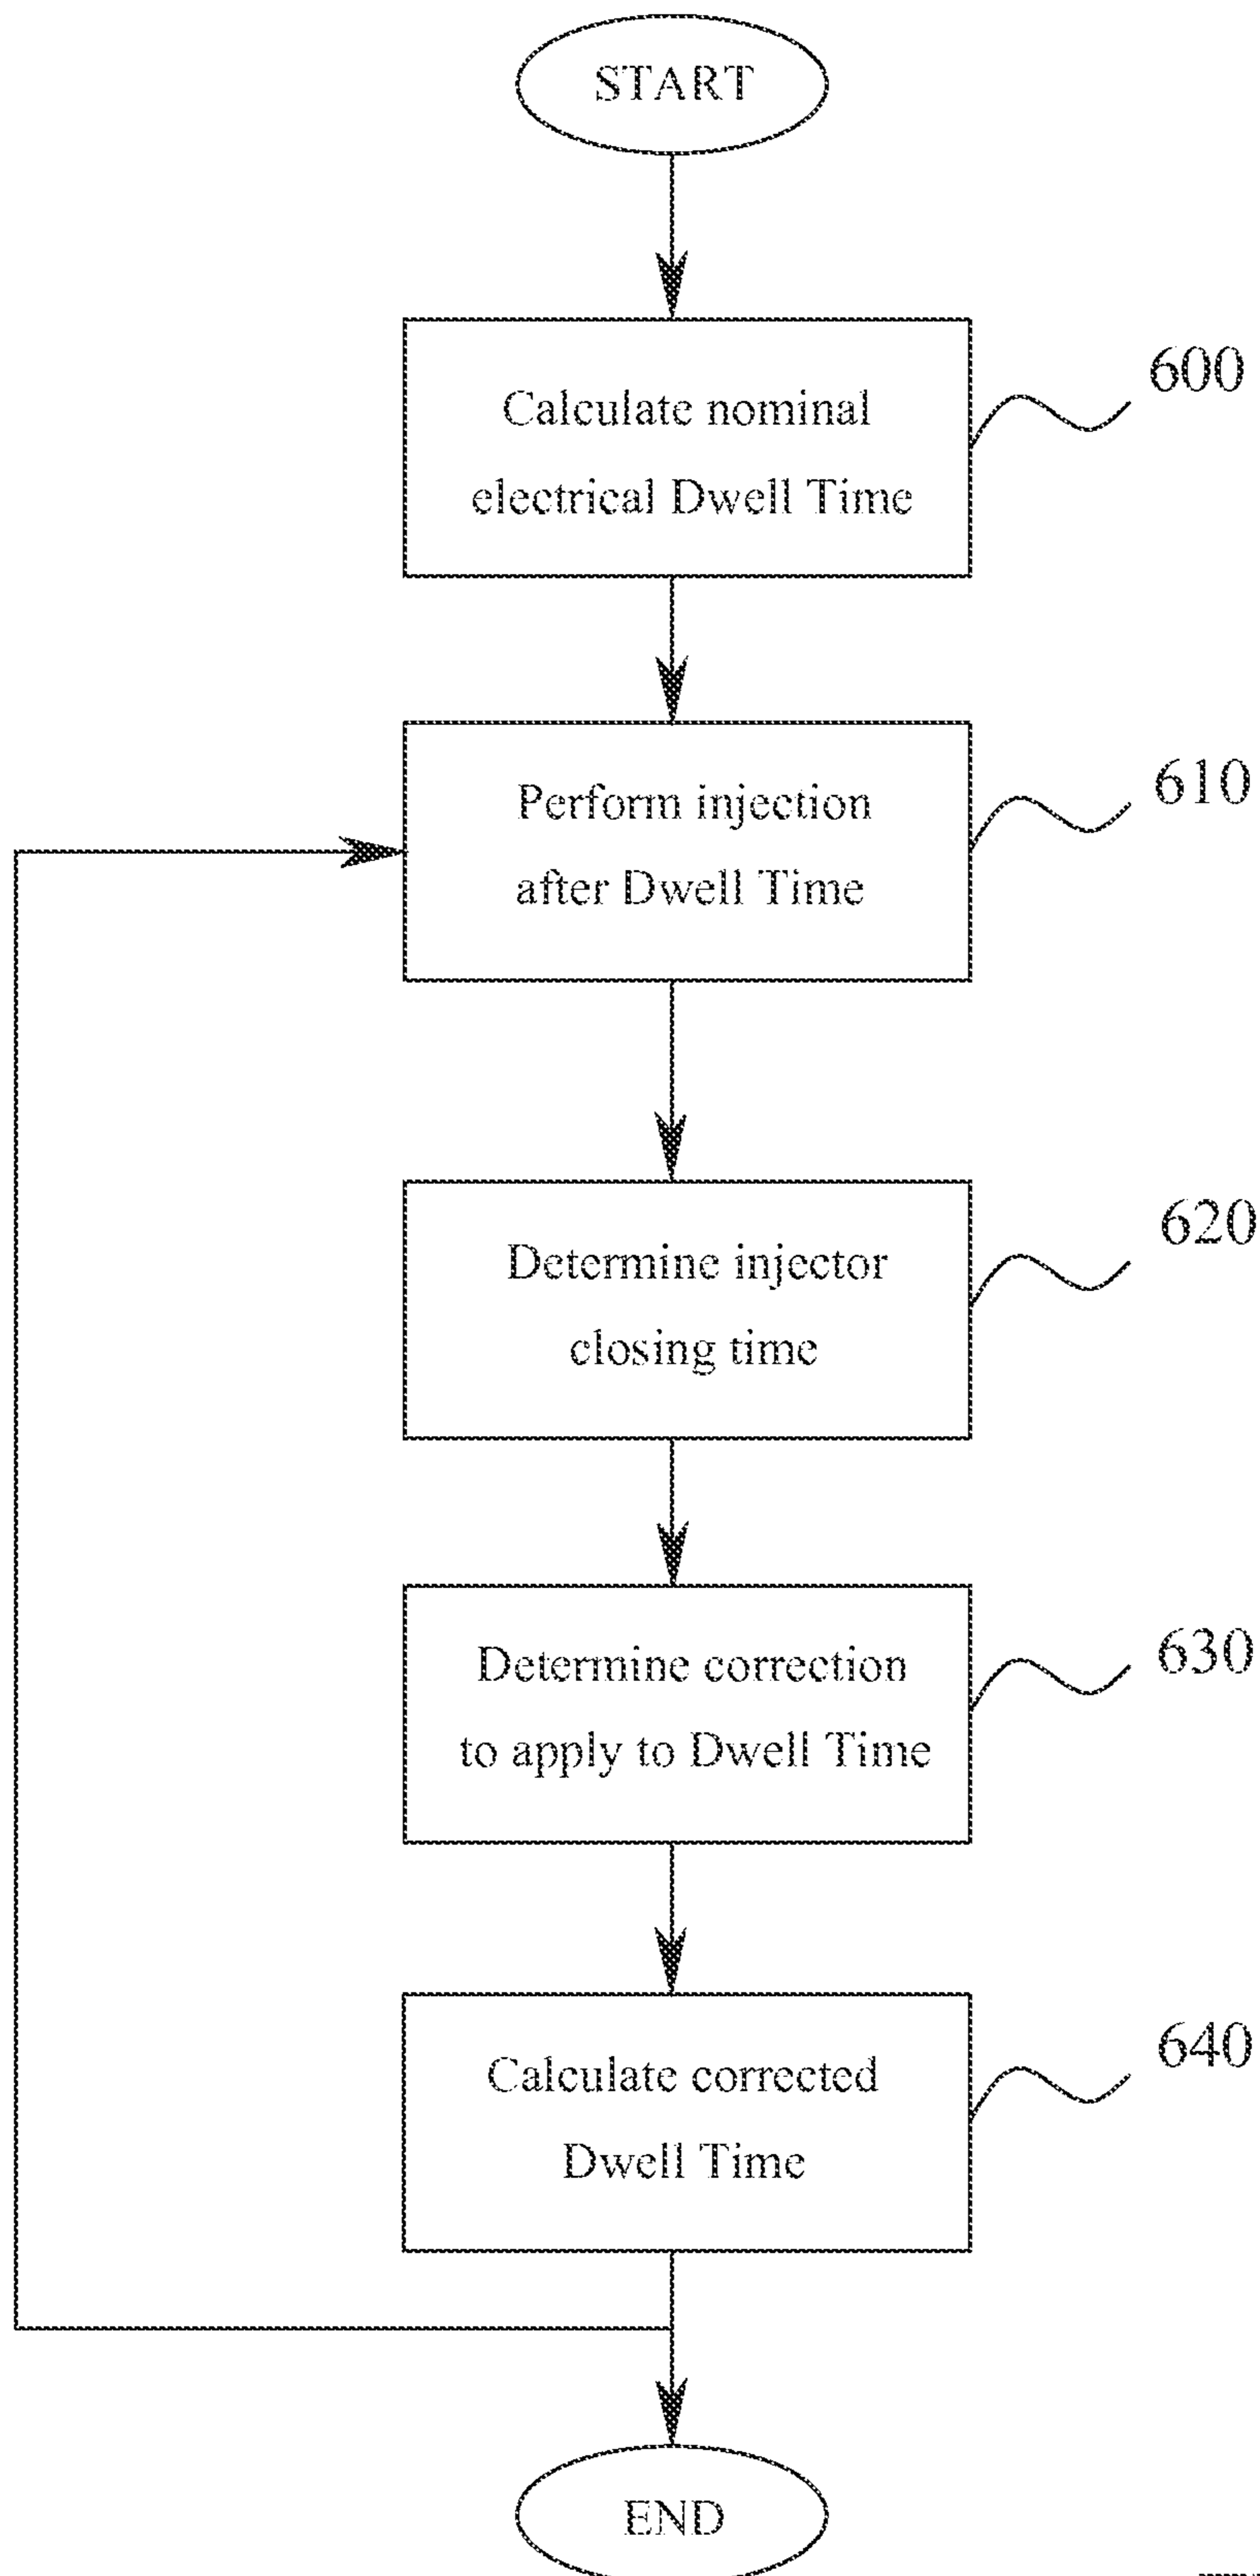 START
Calculate nominal
electrical Dwell Time
600
Perform injection
after Dwell Time
610
Determine injector
closing time
620
Determine correction
to apply to Dwell Time
630
Calculate corrected
Dwell Time
640
END